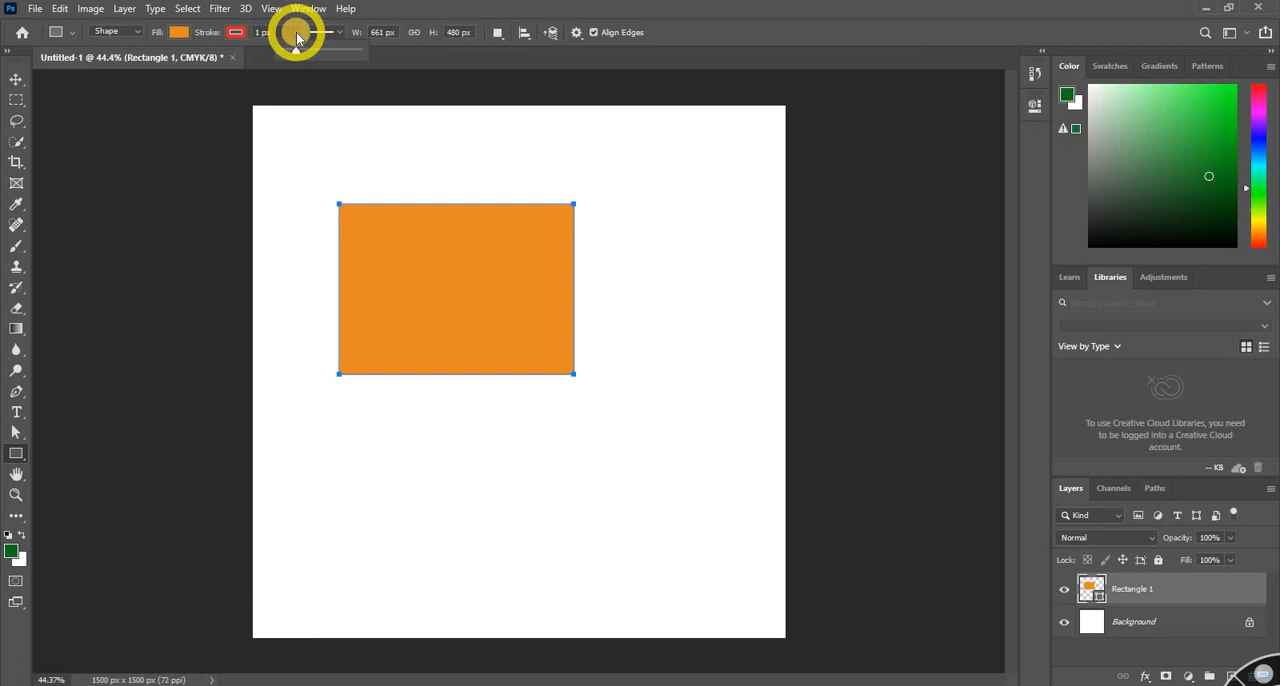 Ps File Edit Image Layer Type Select Filter 3D View Window Help
Shape Fill: Stroke: 1 px W: 661 px H: 480 px Align Edges
Untitled-1 @ 44.4% (Rectangle 1, CMYK/8) * ×
Color Swatches Gradients Patterns
Learn Libraries Adjustments
View by Type
To use Creative Cloud Libraries, you need
to be logged into a Creative Cloud
account.
-- KB
Layers Channels Paths
Kind
Normal Opacity: 100%
Lock: Fill: 100%
Rectangle 1
Background
44.37% 1500 px x 1500 px (72 ppi)